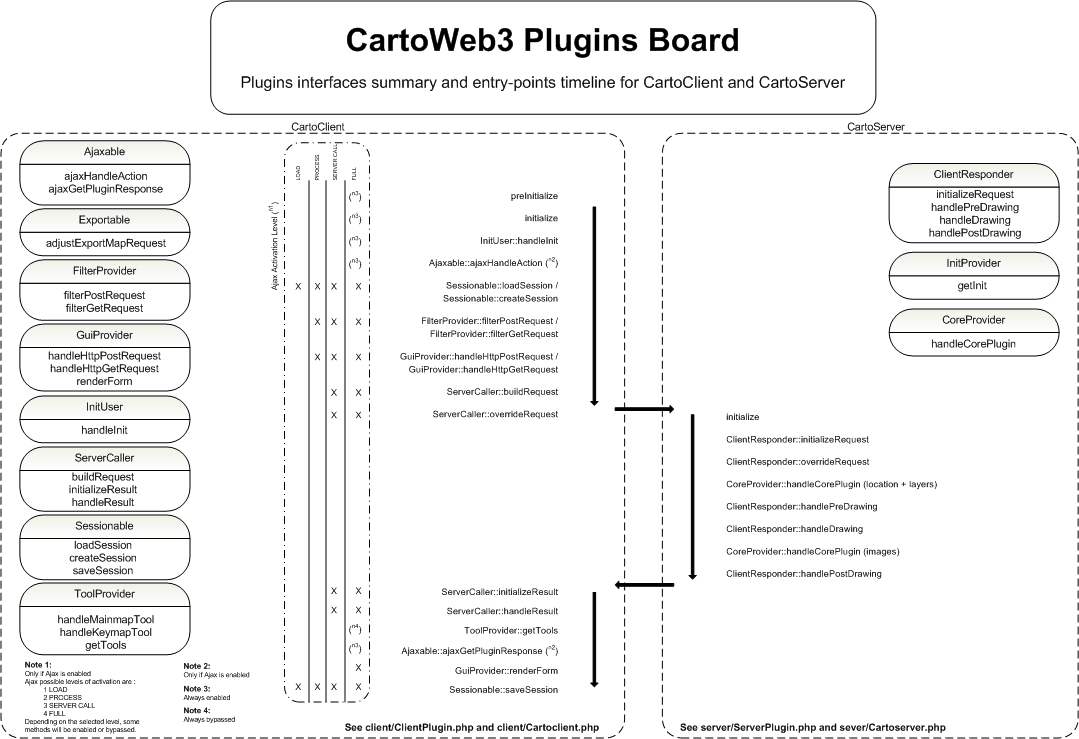 CartoWeb3 Plugins Board
Plugins interfaces summary and entry-points timeline for CartoClient and CartoServer
CartoClient
Ajaxable
ajaxHandleAction
ajaxGetPluginResponse
Exportable
adjustExportMapRequest
FilterProvider
filterPostRequest
filterGetRequest
GuiProvider
handleHttpPostRequest
handleHttpGetRequest
renderForm
InitUser
handleInit
ServerCaller
buildRequest
initializeResult
handleResult
Sessionable
loadSession
createSession
saveSession
ToolProvider
handleMainmapTool
handleKeymapTool
getTools
Note 1:
Only if Ajax is enabled
Ajax possible levels of activation are :
1 LOAD
2 PROCESS
3 SERVER CALL
4 FULL
Depending on the selected level, some
methods will be enabled or bypassed.
Note 2:
Only if Ajax is enabled
Note 3:
Always enabled
Note 4:
Always bypassed
Ajax Activation Level (n1)
LOAD
PROCESS
SERVER CALL
FULL
(n3) preInitialize
(n3) initialize
(n3) InitUser::handleInit
(n3) Ajaxable::ajaxHandleAction (n2)
X X X X Sessionable::loadSession /
Sessionable::createSession
X X X FilterProvider::filterPostRequest /
FilterProvider::filterGetRequest
X X X GuiProvider::handleHttpPostRequest /
GuiProvider::handleHttpGetRequest
X X ServerCaller::buildRequest
X X ServerCaller::overrideRequest
X X ServerCaller::initializeResult
X X ServerCaller::handleResult
(n4) ToolProvider::getTools
(n3) Ajaxable::ajaxGetPluginResponse (n2)
X GuiProvider::renderForm
X X X X Sessionable::saveSession
See client/ClientPlugin.php and client/Cartoclient.php
CartoServer
ClientResponder
initializeRequest
handlePreDrawing
handleDrawing
handlePostDrawing
InitProvider
getInit
CoreProvider
handleCorePlugin
initialize
ClientResponder::initializeRequest
ClientResponder::overrideRequest
CoreProvider::handleCorePlugin (location + layers)
ClientResponder::handlePreDrawing
ClientResponder::handleDrawing
CoreProvider::handleCorePlugin (images)
ClientResponder::handlePostDrawing
See server/ServerPlugin.php and sever/Cartoserver.php